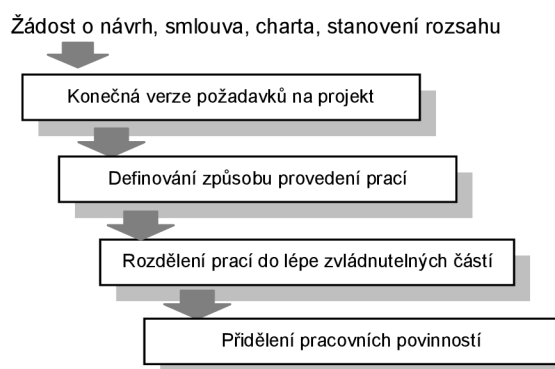 Žádost o návrh, smlouva, charta, stanovení rozsahu
Konečná verze požadavků na projekt
Definování způsobu provedení prací
Rozdělení prací do lépe zvládnutelných částí
Přidělení pracovních povinností